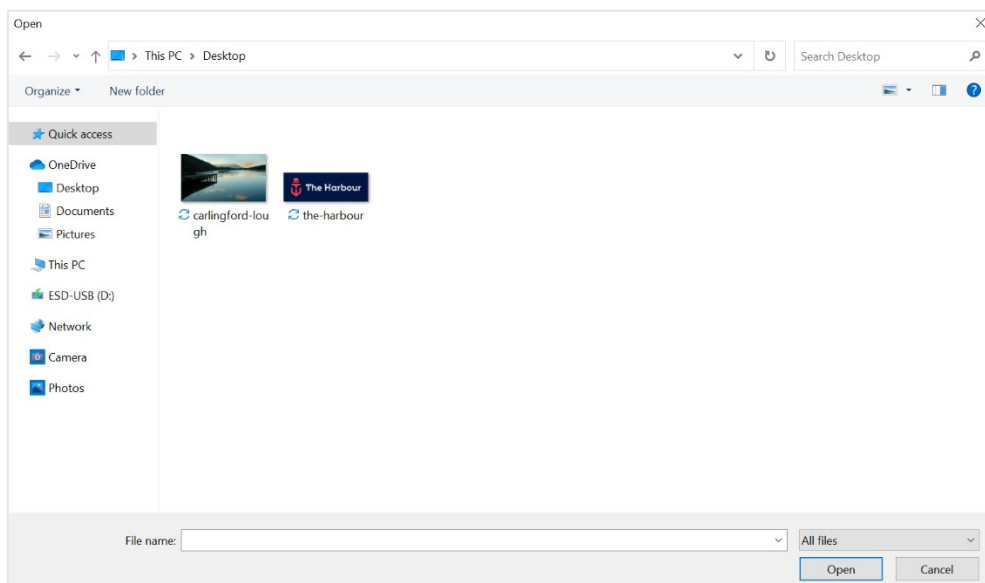 Open
This PC > Desktop
Search Desktop
Organize
New folder
Quick access
OneDrive
Desktop
Documents
Pictures
This PC
ESD-USB (D:)
Network
Camera
Photos
The Harbour
carlingford-lou
gh
the-harbour
File name:
All files
Open
Cancel